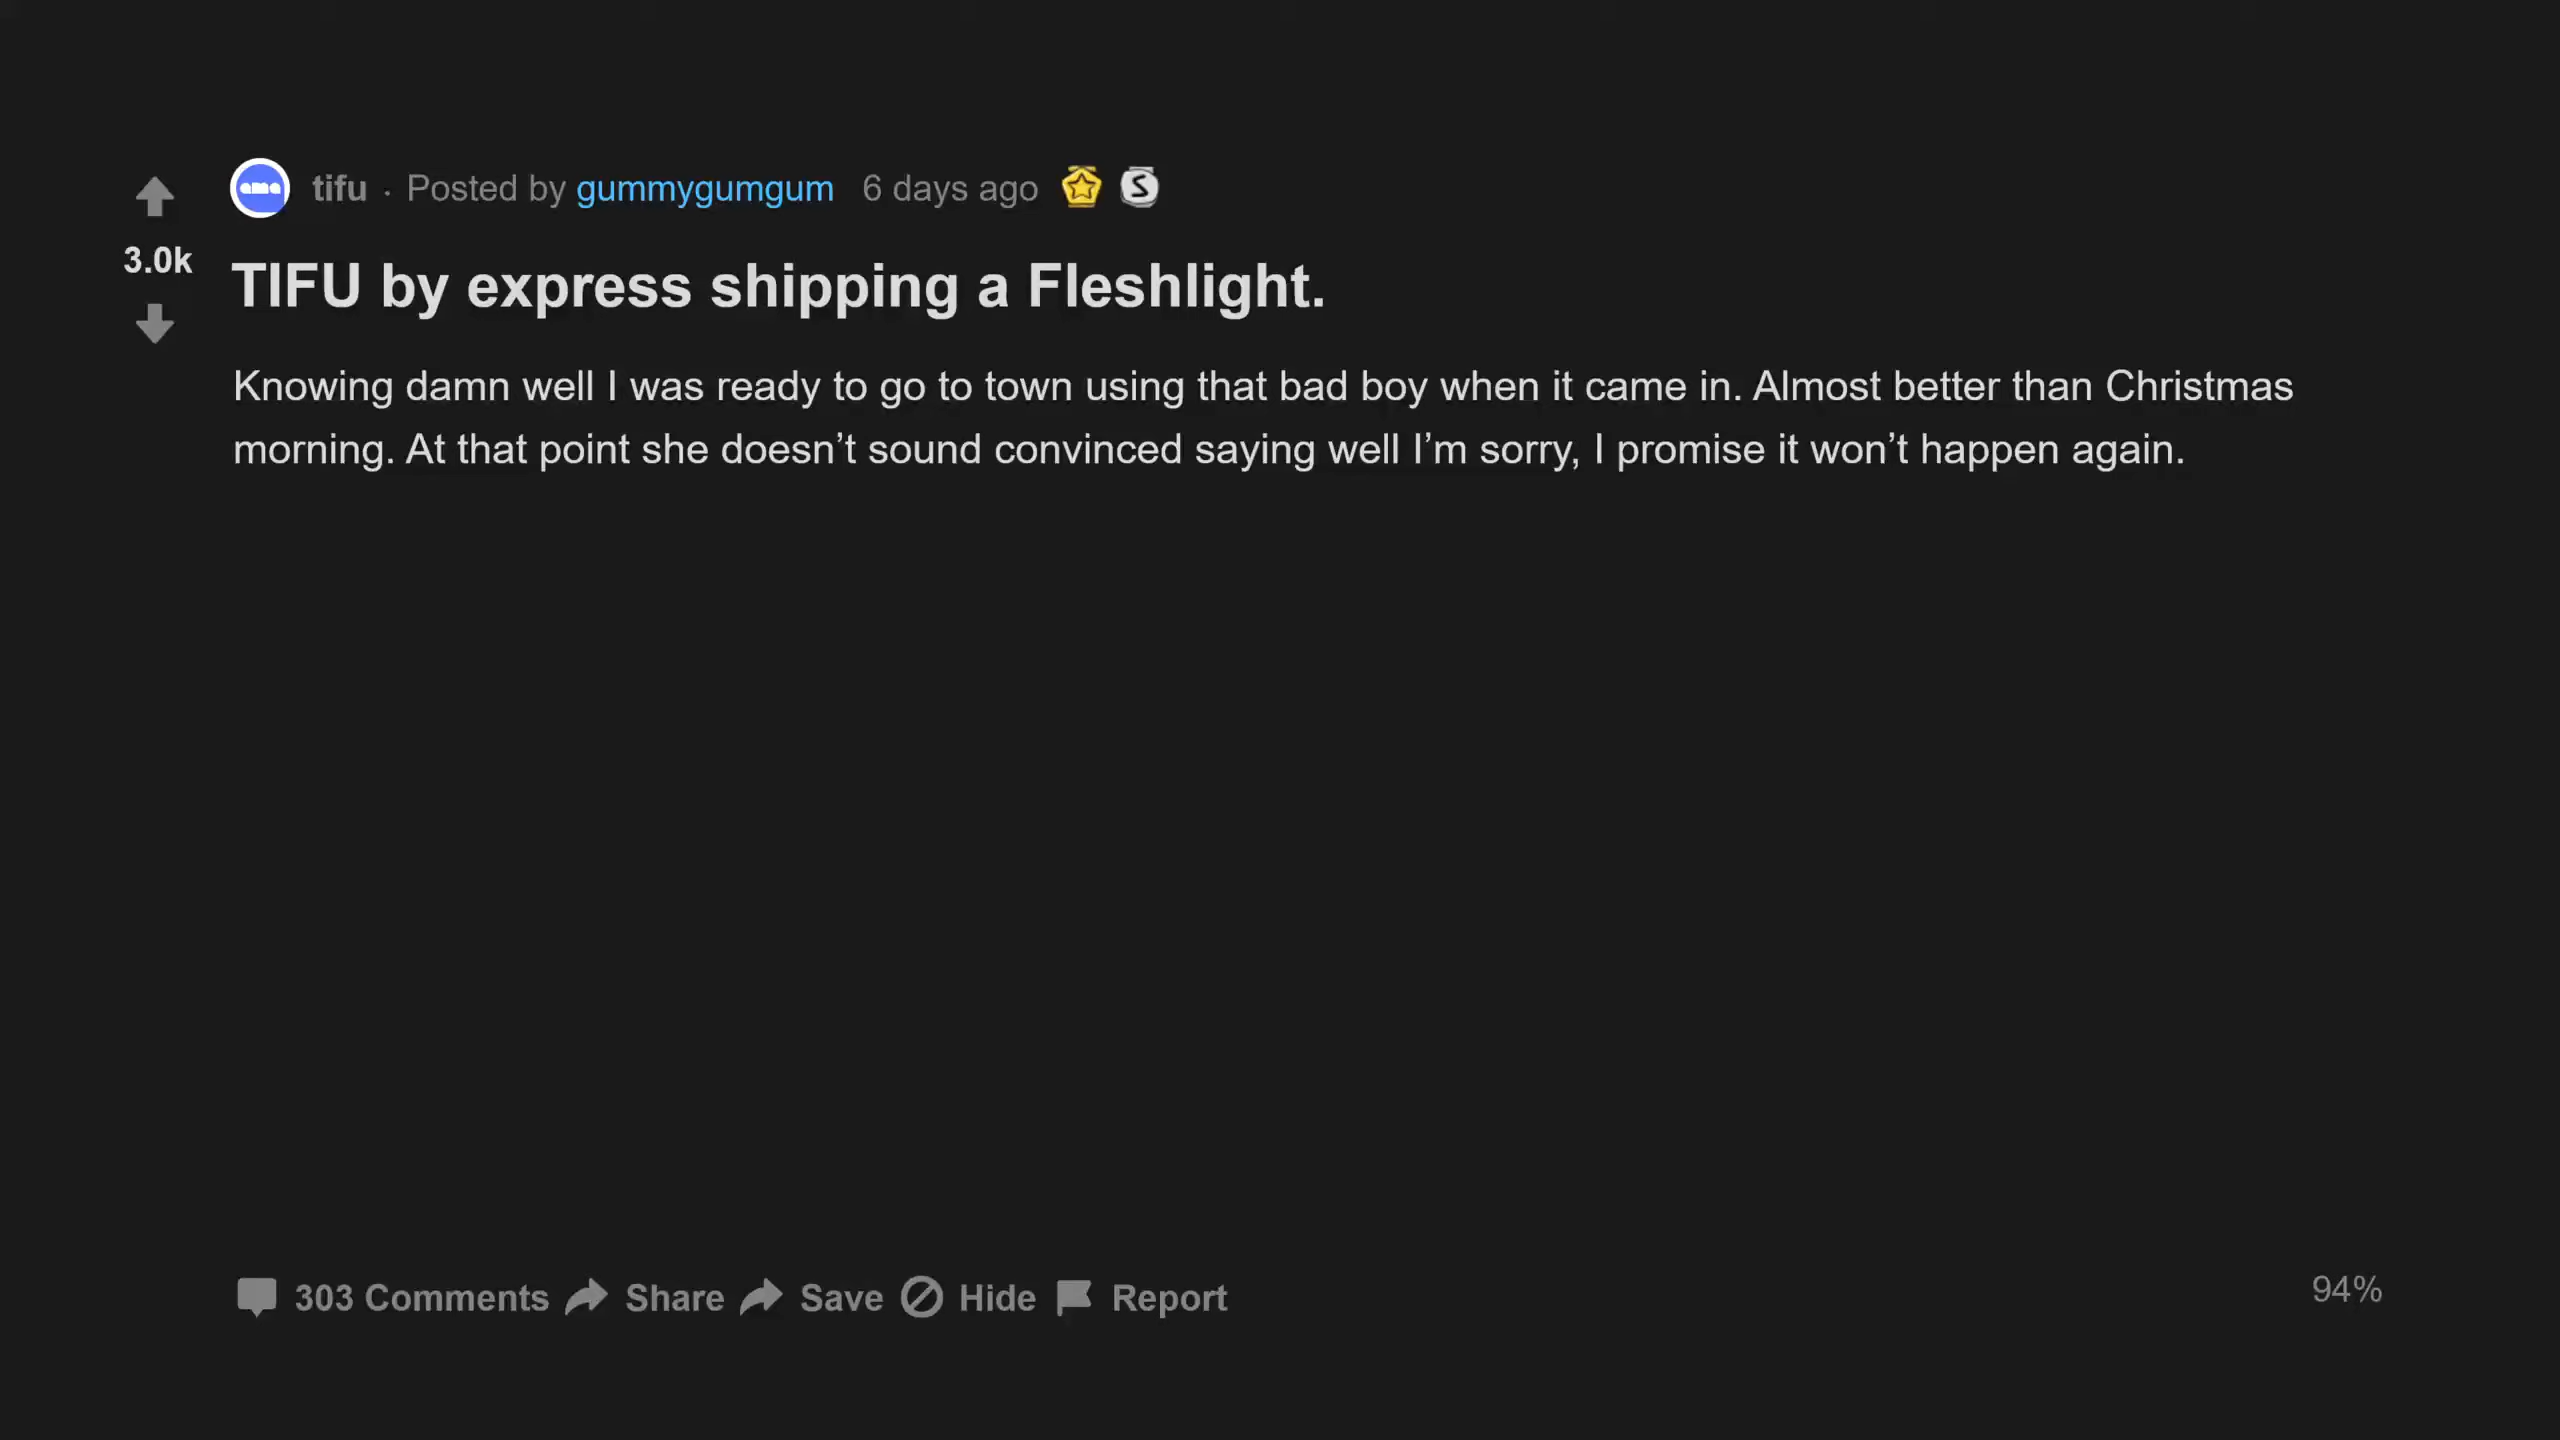 tifu · Posted by gummygumgum 6 days ago
3.0k
TIFU by express shipping a Fleshlight.
Knowing damn well I was ready to go to town using that bad boy when it came in. Almost better than Christmas
morning. At that point she doesn’t sound convinced saying well I’m sorry, I promise it won’t happen again.
303 Comments Share Save Hide Report
94%